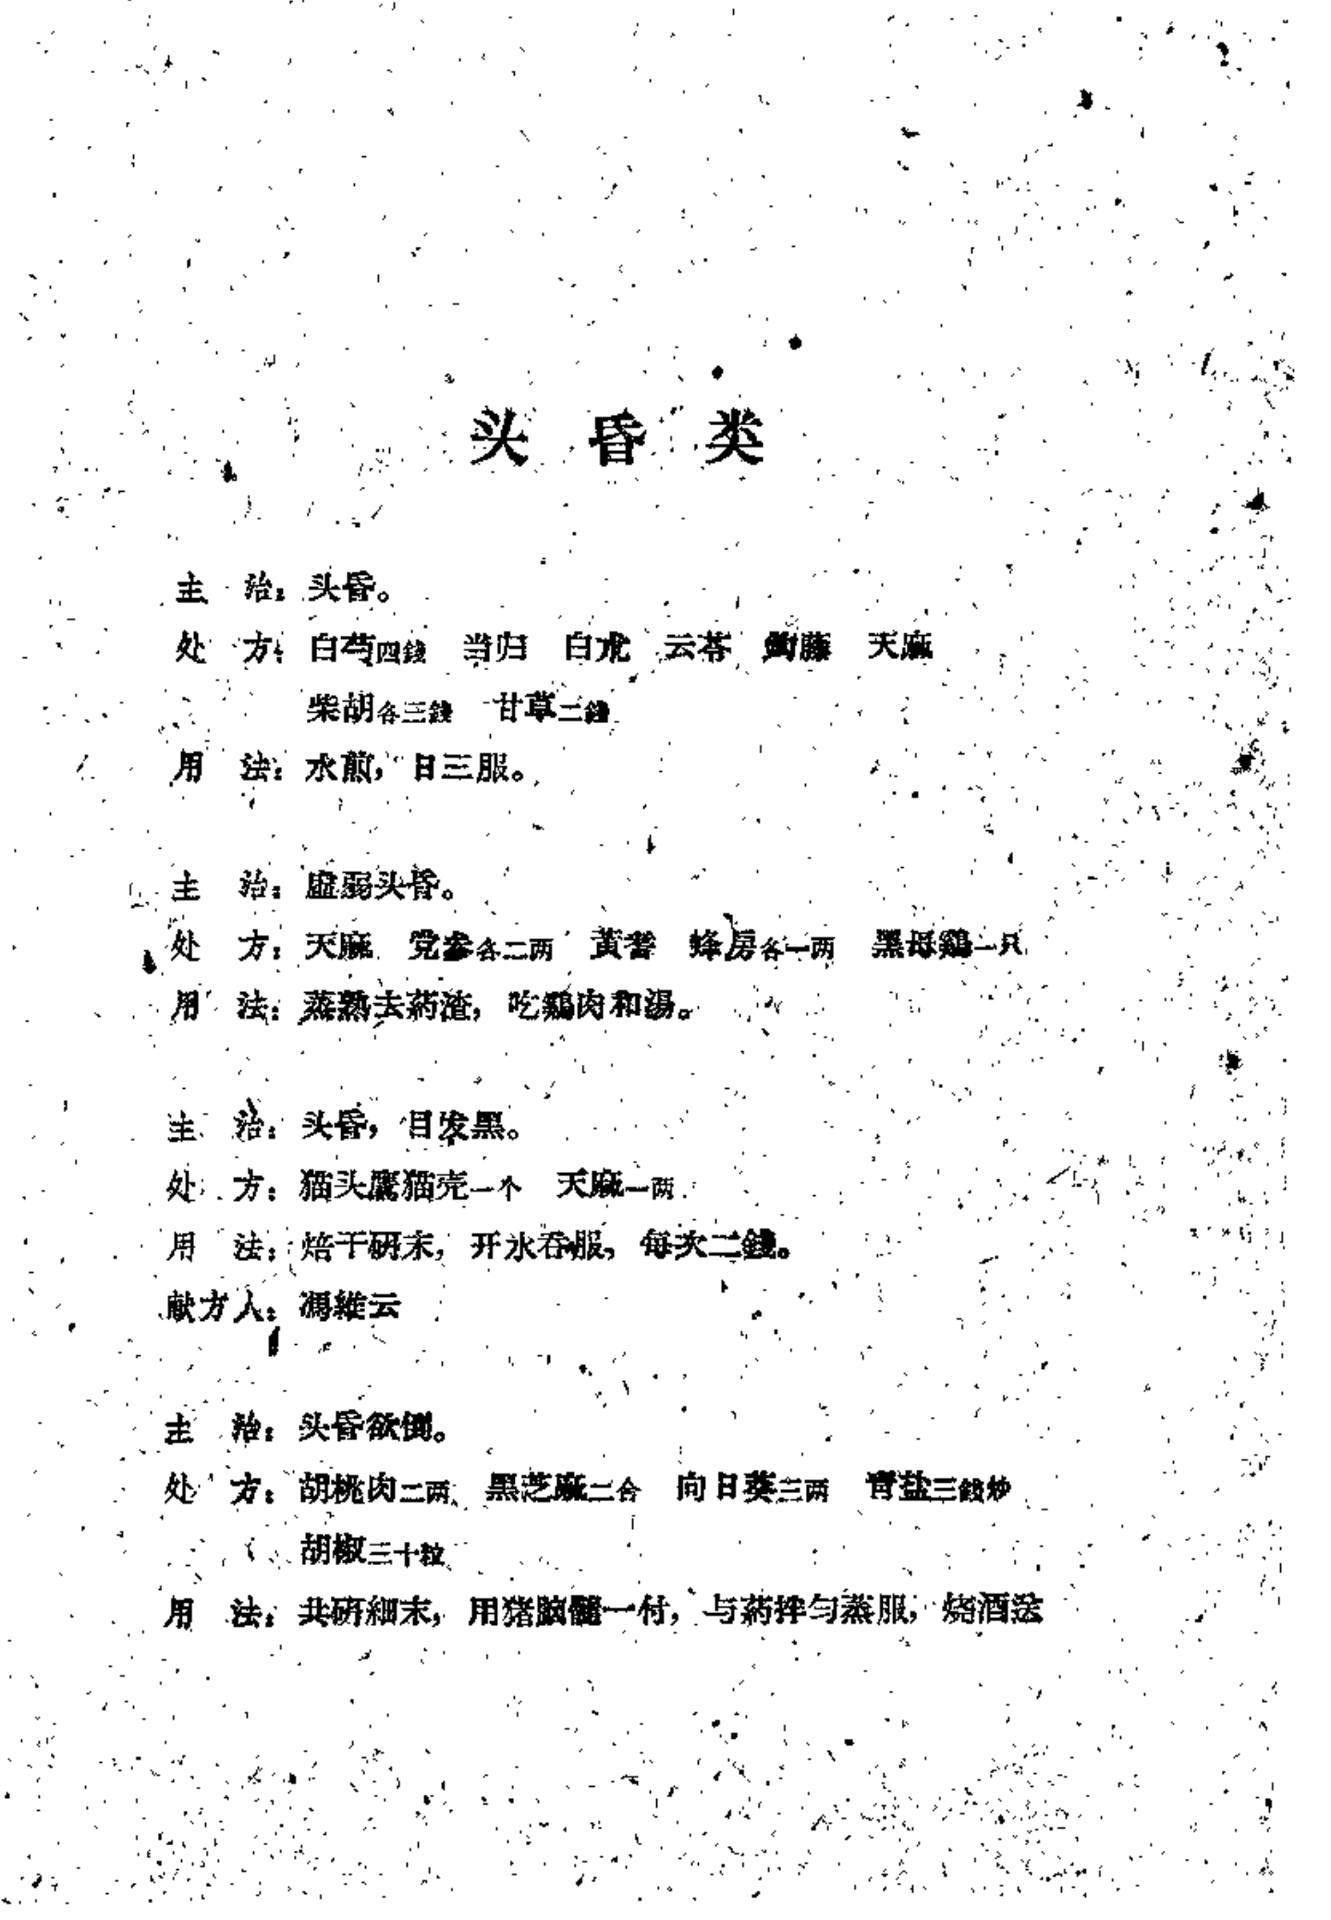 头昏类
主　治：头昏。
处　方：白芍四錢　当归　白朮　云苓　鈎藤　天麻
柴胡各三錢　甘草二錢
用　法：水煎，日三服。
主　治：虚弱头昏。
处　方：天麻　党参各二两　黄耆　蜂房各一两　黑母鷄一只
用　法：蒸熟去药渣，吃鷄肉和湯。
主　治：头昏，目发黑。
处　方：猫头鷹猫壳一个　天麻一两
用　法：焙干研末，开水吞服，每次二錢。
献方人：馮維云
主　治：头昏欲倒。
处　方：胡桃肉二两　黑芝麻二合　向日葵三两　青盐三錢炒
胡椒三十粒
用　法：共研細末，用猪脑髓一付，与药拌匀蒸服，烧酒送